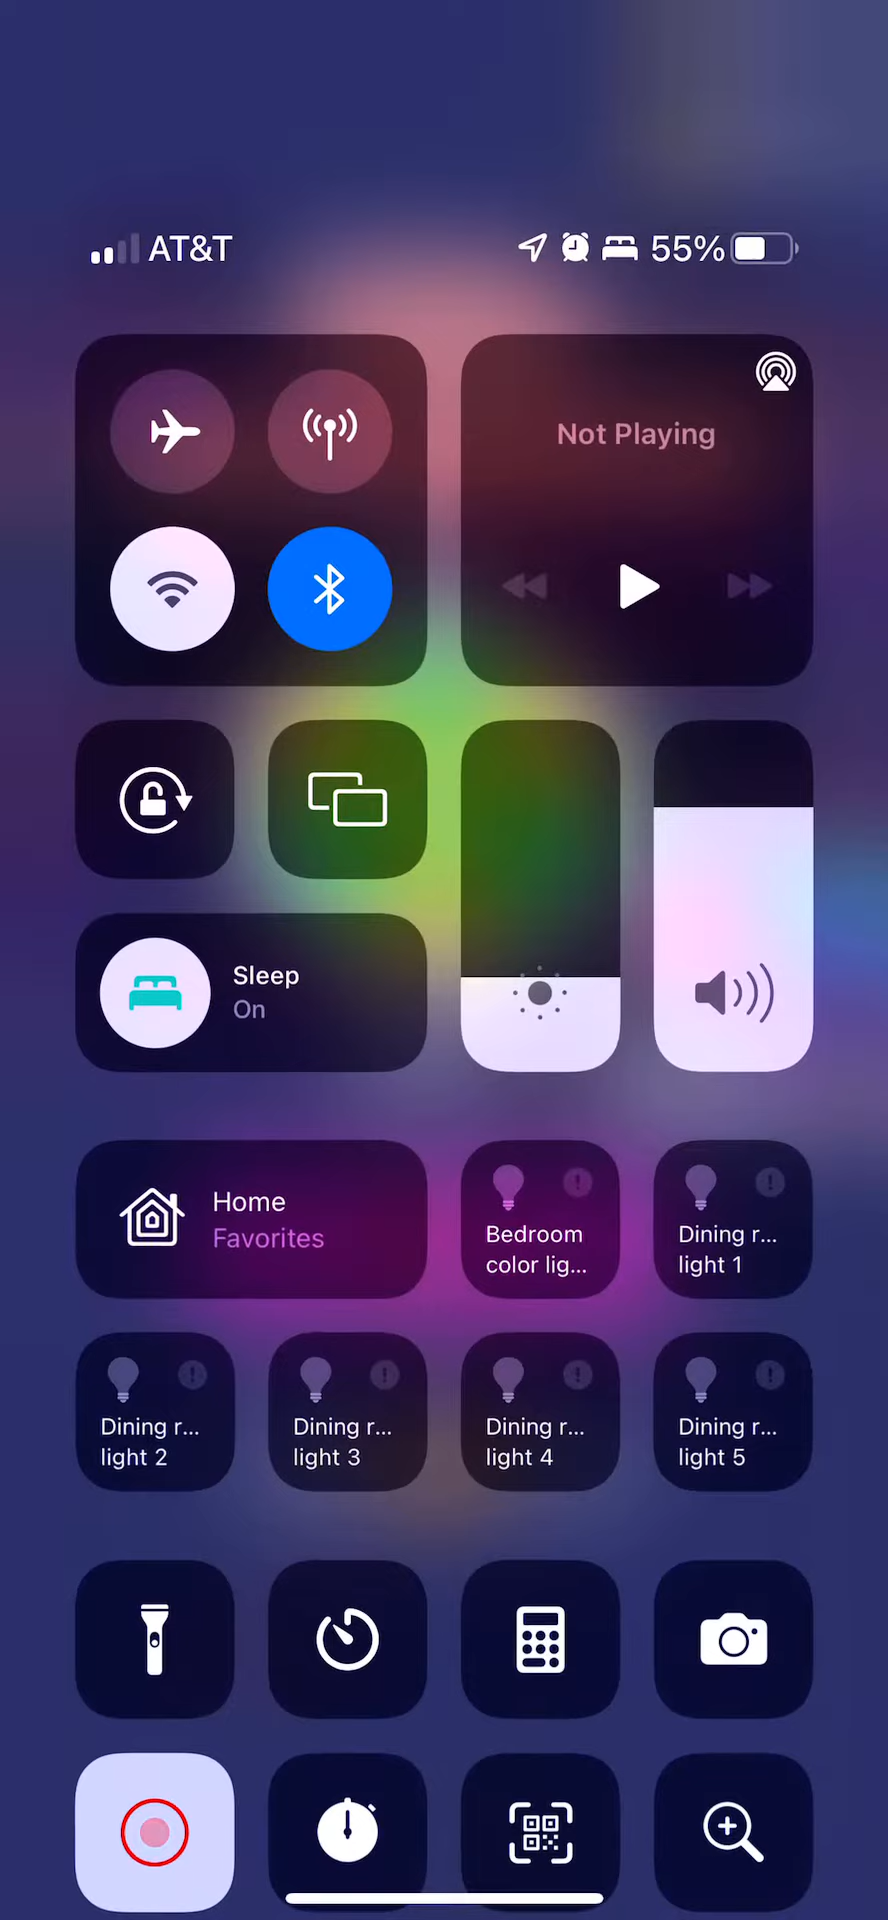 AT&T 55%
Not Playing
Sleep
On
Home
Favorites
Bedroom
color lig...
Dining r...
light 1
Dining r...
light 2
Dining r...
light 3
Dining r...
light 4
Dining r...
light 5